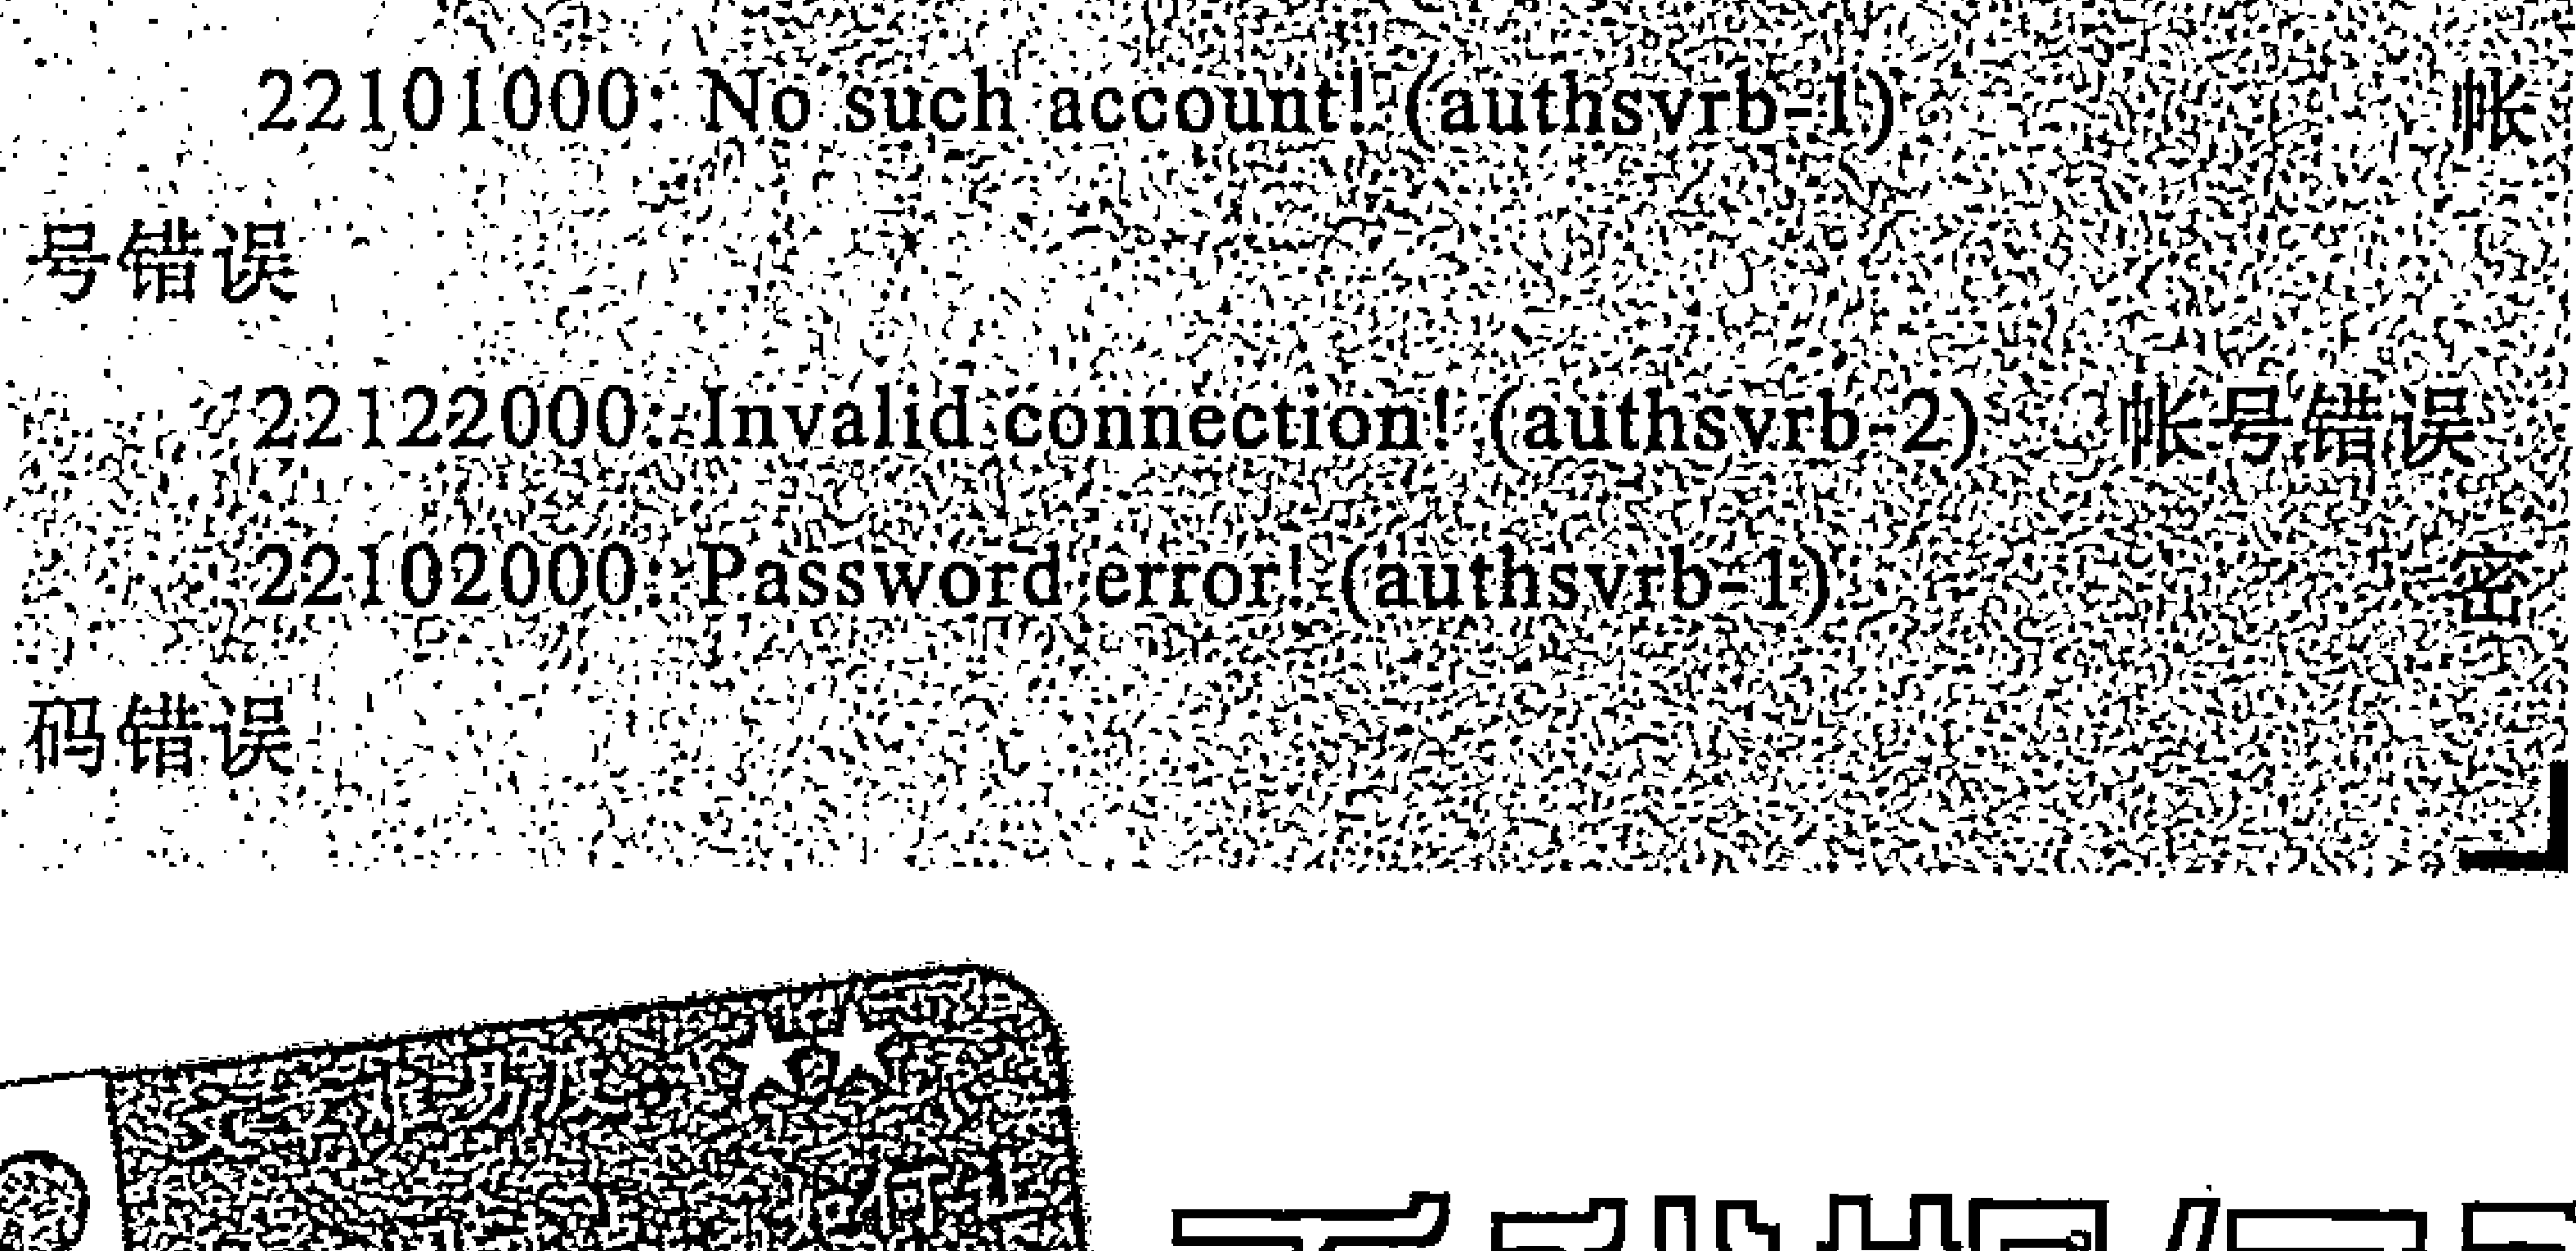 22101000: No such account! (authsvrb-1) 帐
号错误
22122000: Invalid connection! (authsvrb-2) 帐号错误
22102000: Password error! (authsvrb-1) 密
码错误